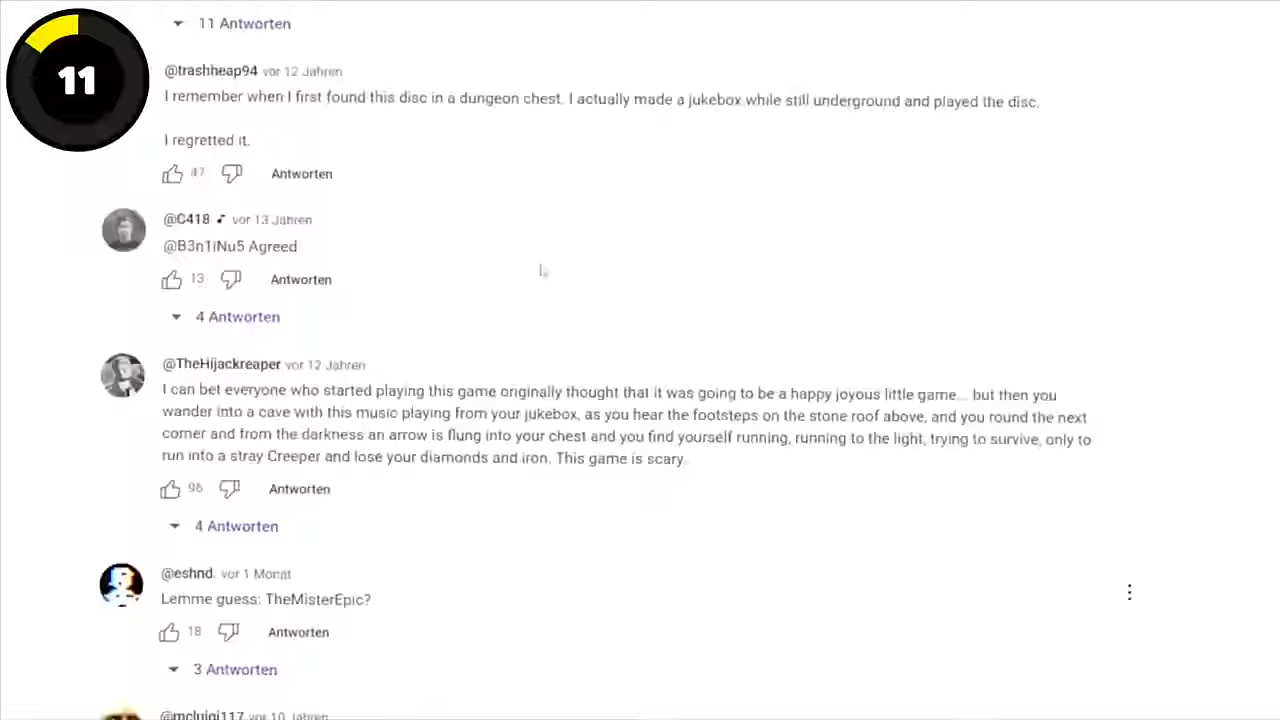 11
11 Antworten
@trashheap94 vor 12 Jahren
I remember when I first found this disc in a dungeon chest. I actually made a jukebox while still underground and played the disc.
I regretted it.
47 Antworten
@C418 vor 13 Jahren
@B3n1iNu5 Agreed
13 Antworten
4 Antworten
@TheHijackreaper vor 12 Jahren
I can bet everyone who started playing this game originally thought that it was going to be a happy joyous little game... but then you
wander into a cave with this music playing from your jukebox, as you hear the footsteps on the stone roof above, and you round the next
corner and from the darkness an arrow is flung into your chest and you find yourself running, running to the light, trying to survive, only to
run into a stray Creeper and lose your diamonds and iron. This game is scary.
96 Antworten
4 Antworten
@eshnd. vor 1 Monat
Lemme guess: TheMisterEpic?
18 Antworten
3 Antworten
@mcluigi117 vor 10 Jahren